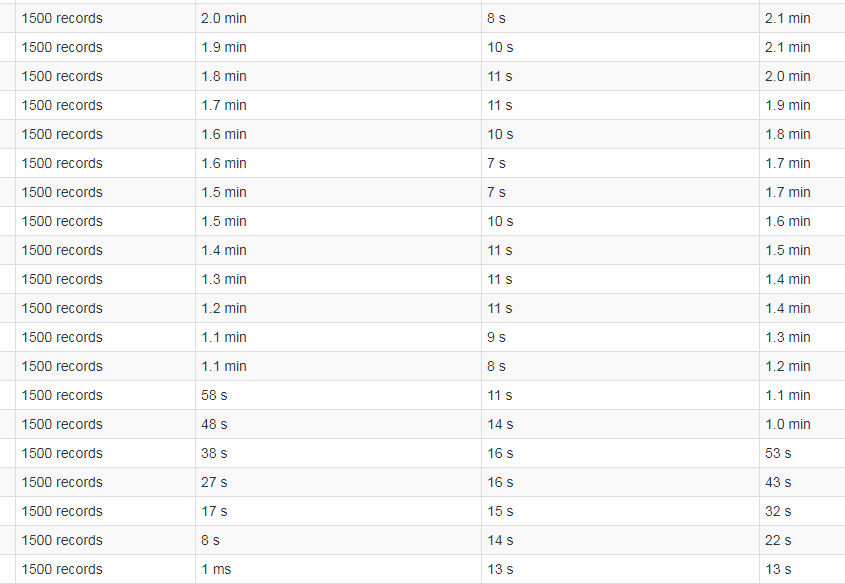 1500 records 2.0 min 8 s 2.1 min
1500 records 1.9 min 10 s 2.1 min
1500 records 1.8 min 11 s 2.0 min
1500 records 1.7 min 11 s 1.9 min
1500 records 1.6 min 10 s 1.8 min
1500 records 1.6 min 7 s 1.7 min
1500 records 1.5 min 7 s 1.7 min
1500 records 1.5 min 10 s 1.6 min
1500 records 1.4 min 11 s 1.5 min
1500 records 1.3 min 11 s 1.4 min
1500 records 1.2 min 11 s 1.4 min
1500 records 1.1 min 9 s 1.3 min
1500 records 1.1 min 8 s 1.2 min
1500 records 58 s 11 s 1.1 min
1500 records 48 s 14 s 1.0 min
1500 records 38 s 16 s 53 s
1500 records 27 s 16 s 43 s
1500 records 17 s 15 s 32 s
1500 records 8 s 14 s 22 s
1500 records 1 ms 13 s 13 s